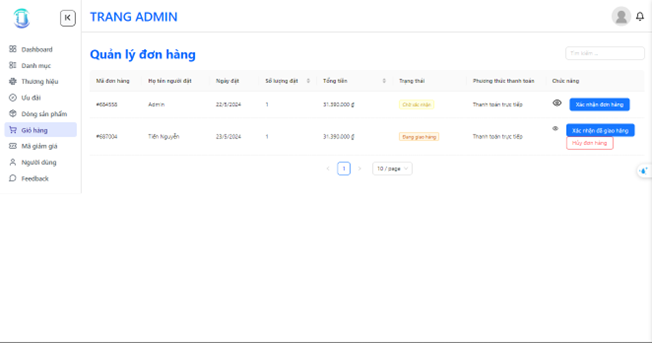 TRANG ADMIN
Dashboard
Danh mục
Thương hiệu
Ưu đãi
Dòng sản phẩm
Giỏ hàng
Mã giảm giá
Người dùng
Feedback
Quản lý đơn hàng
Tìm kiếm ...
Mã đơn hàng Họ tên người đặt Ngày đặt Số lượng đặt Tổng tiền Trạng thái Phương thức thanh toán Chức năng
Admin 22/5/2024 1 Chờ xác nhận Thanh toán trực tiếp Xác nhận đơn hàng
#687004 Tiến Nguyễn 23/5/2024 1 31.390.000 ₫ Đang giao hàng Thanh toán trực tiếp Xác nhận đã giao hàng
Hủy đơn hàng
1 10 / page